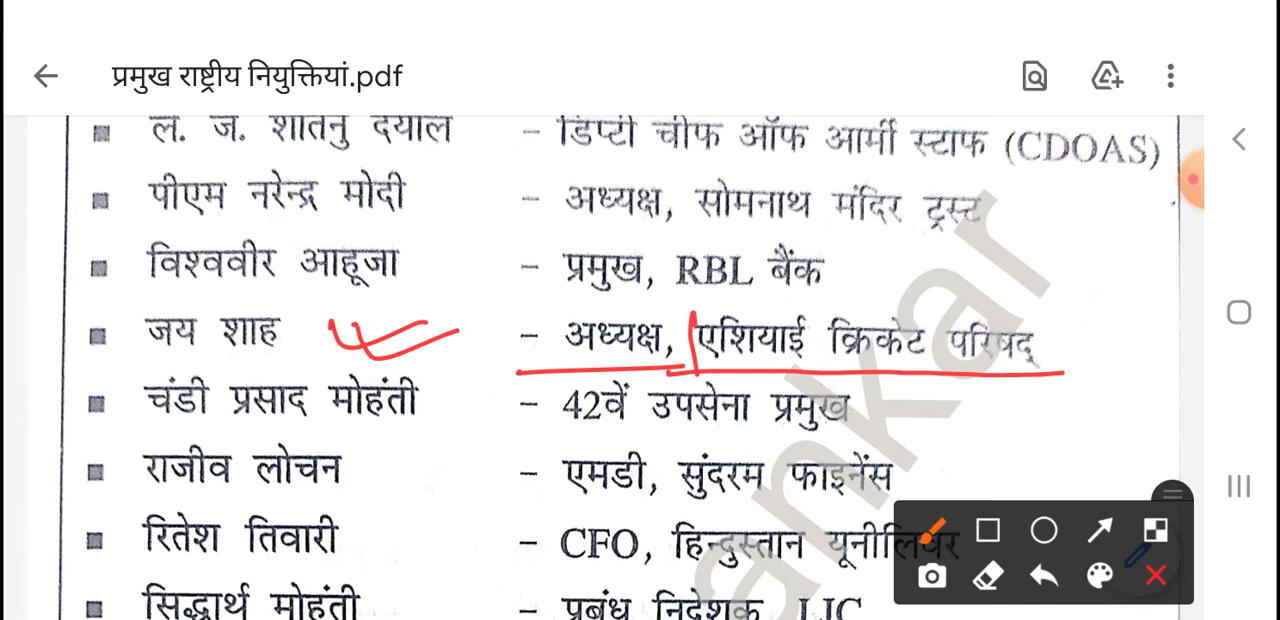 प्रमुख राष्ट्रीय नियुक्तियां.pdf
ल. ज. शांतनु दयाल – डिप्टी चीफ ऑफ आर्मी स्टाफ (CDOAS)
पीएम नरेन्द्र मोदी – अध्यक्ष, सोमनाथ मंदिर ट्रस्ट
विश्ववीर आहूजा – प्रमुख, RBL बैंक
जय शाह – अध्यक्ष, एशियाई क्रिकेट परिषद्
चंडी प्रसाद मोहंती – 42वें उपसेना प्रमुख
राजीव लोचन – एमडी, सुंदरम फाइनेंस
रितेश तिवारी – CFO, हिन्दुस्तान यूनीलिवर
सिद्धार्थ मोहंती – प्रबंध निदेशक, LIC
ankar